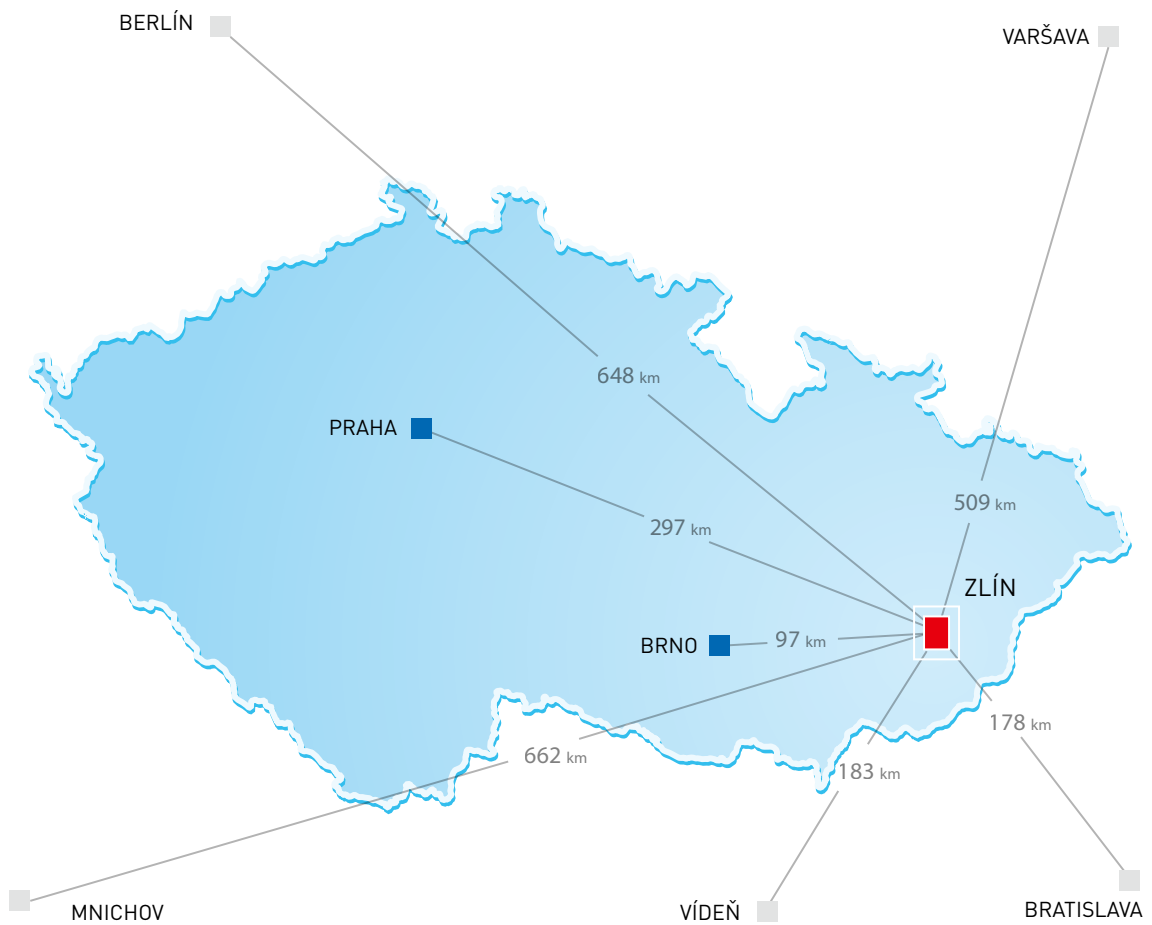 BERLÍN
VARŠAVA
648 km
PRAHA
509 km
297 km
ZLÍN
BRNO
97 km
178 km
662 km
183 km
MNICHOV
VÍDEŇ
BRATISLAVA